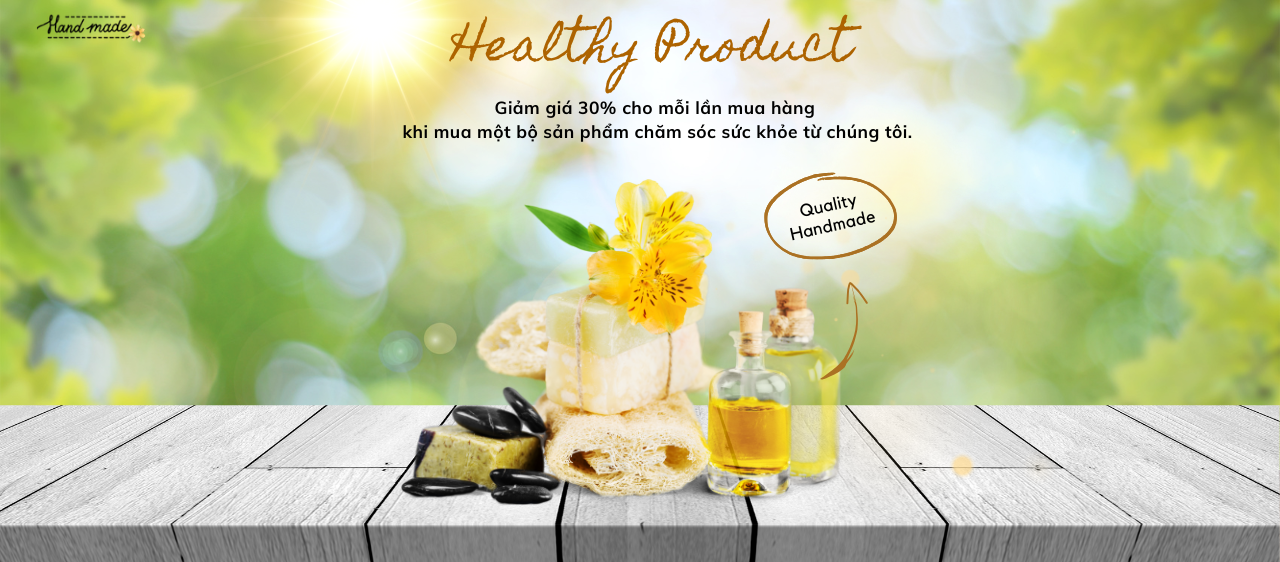 Hand made
Healthy Product
Giảm giá 30% cho mỗi lần mua hàng
khi mua một bộ sản phẩm chăm sóc sức khỏe từ chúng tôi.
Quality
Handmade